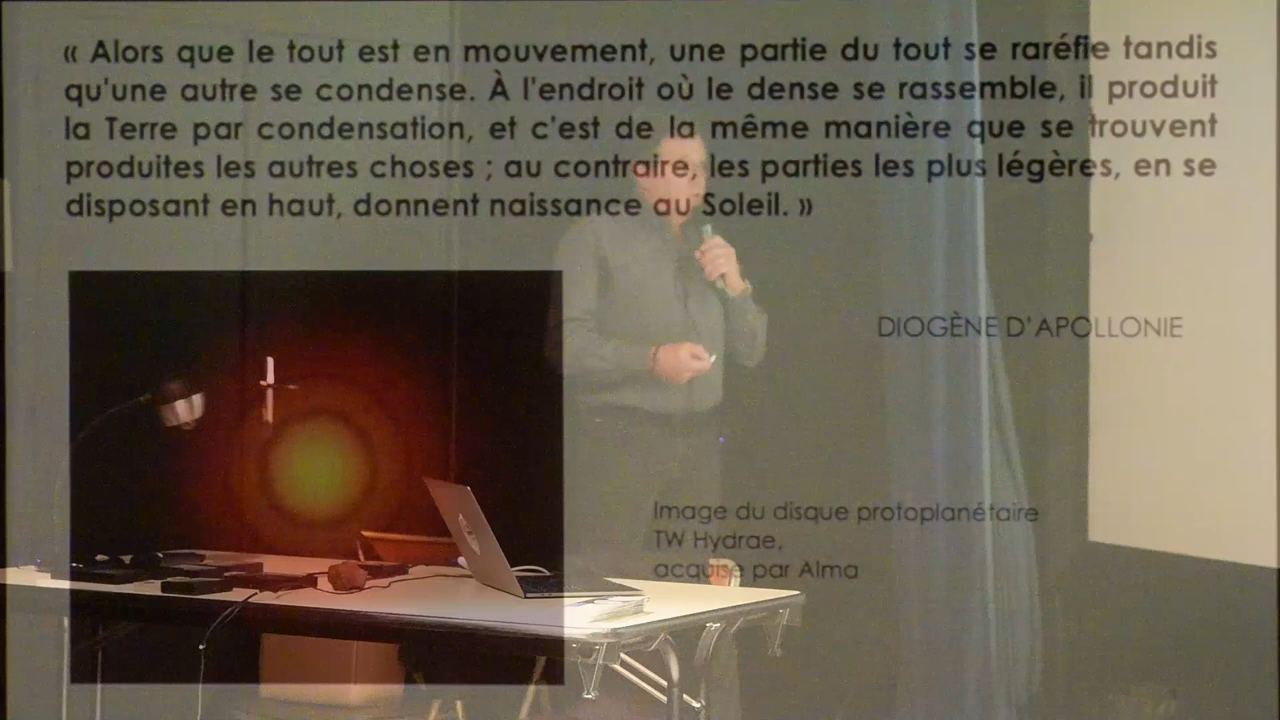 « Alors que le tout est en mouvement, une partie du tout se raréfie tandis
qu'une autre se condense. À l'endroit où le dense se rassemble, il produit
la Terre par condensation, et c'est de la même manière que se trouvent
produites les autres choses ; au contraire, les parties les plus légères, en se
disposant en haut, donnent naissance au Soleil. »
DIOGÈNE D'APOLLONIE
Image du disque protoplanétaire
TW Hydrae,
acquise par Alma